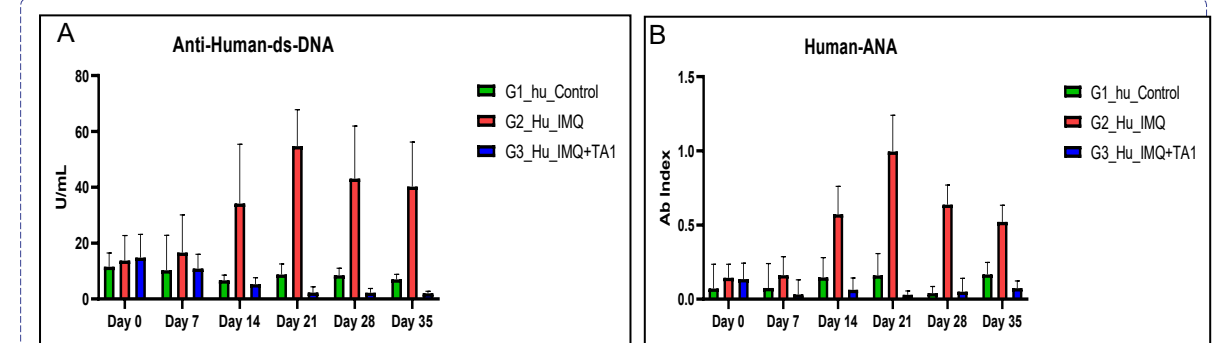 A
Anti-Human-ds-DNA
80
60
40
20
0
U/mL
Day 0 Day 7 Day 14 Day 21 Day 28 Day 35
G1_hu_Control
G2_Hu_IMQ
G3_Hu_IMQ+TA1
B
Human-ANA
1.5
1.0
0.5
0.0
Ab Index
Day 0 Day 7 Day 14 Day 21 Day 28 Day 35
G1_hu_Control
G2_Hu_IMQ
G3_Hu_IMQ+TA1